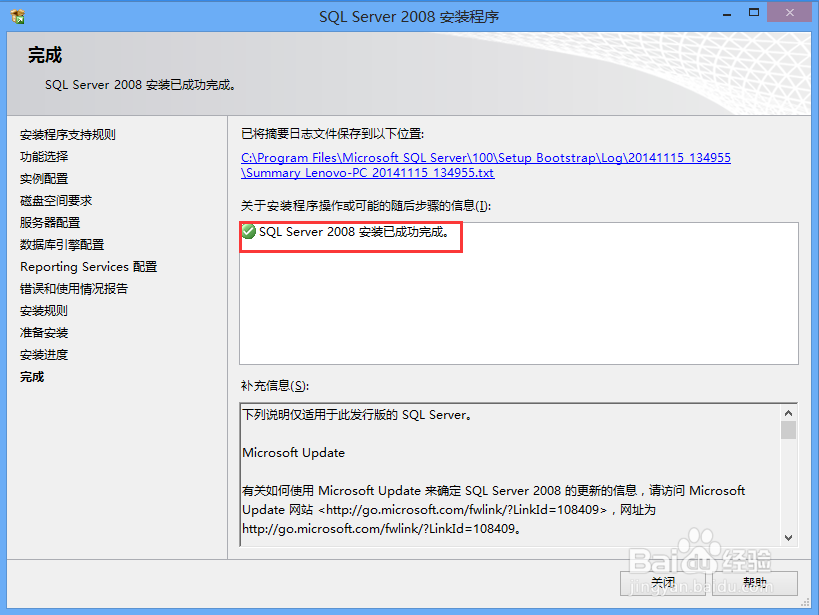 SQL Server 2008 安装程序
完成
SQL Server 2008 安装已成功完成。
安装程序支持规则
功能选择
实例配置
磁盘空间要求
服务器配置
数据库引擎配置
Reporting Services 配置
错误和使用情况报告
安装规则
准备安装
安装进度
完成
已将摘要日志文件保存到以下位置:
C:\Program Files\Microsoft SQL Server\100\Setup Bootstrap\Log\20141115_134955
\Summary_Lenovo-PC_20141115_134955.txt
关于安装程序操作或可能的随后步骤的信息(I):
SQL Server 2008 安装已成功完成。
补充信息(S):
下列说明仅适用于此发行版的 SQL Server。
Microsoft Update
有关如何使用 Microsoft Update 来确定 SQL Server 2008 的更新的信息，请访问 Microsoft
Update 网站 <http://go.microsoft.com/fwlink/?LinkId=108409>，网址为
http://go.microsoft.com/fwlink/?LinkId=108409。
关闭
帮助
Baidu 经验
jingyan.baidu.com